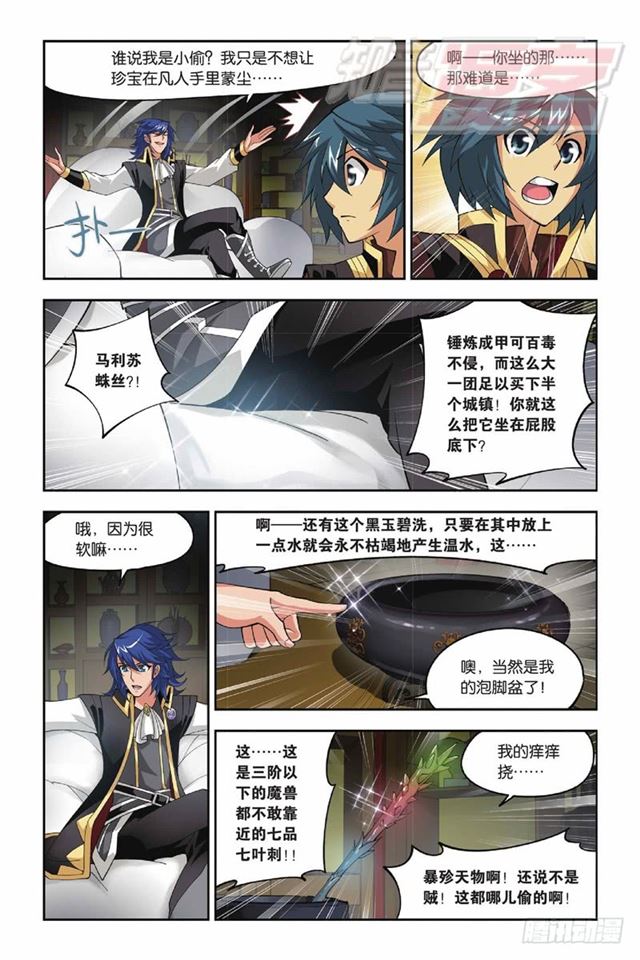 谁说我是小偷？我只是不想让
珍宝在凡人手里蒙尘……
啊——你坐的那……
那难道是……
扑—
马利苏
蛛丝？！
锤炼成甲可百毒
不侵，而这么大
一团足以买下半
个城镇！你就这
么把它坐在屁股
底下？
哦，因为很
软嘛……
啊——还有这个黑玉碧洗，只要在其中放上
一点水就会永不枯竭地产生温水，这……
噢，当然是我
的泡脚盆了！
这……这
是三阶以
下的魔兽
都不敢靠
近的七品
七叶刺！！
我的痒痒
挠……
暴殄天物啊！还说不是
贼！这都哪儿偷的啊！
腾讯动漫